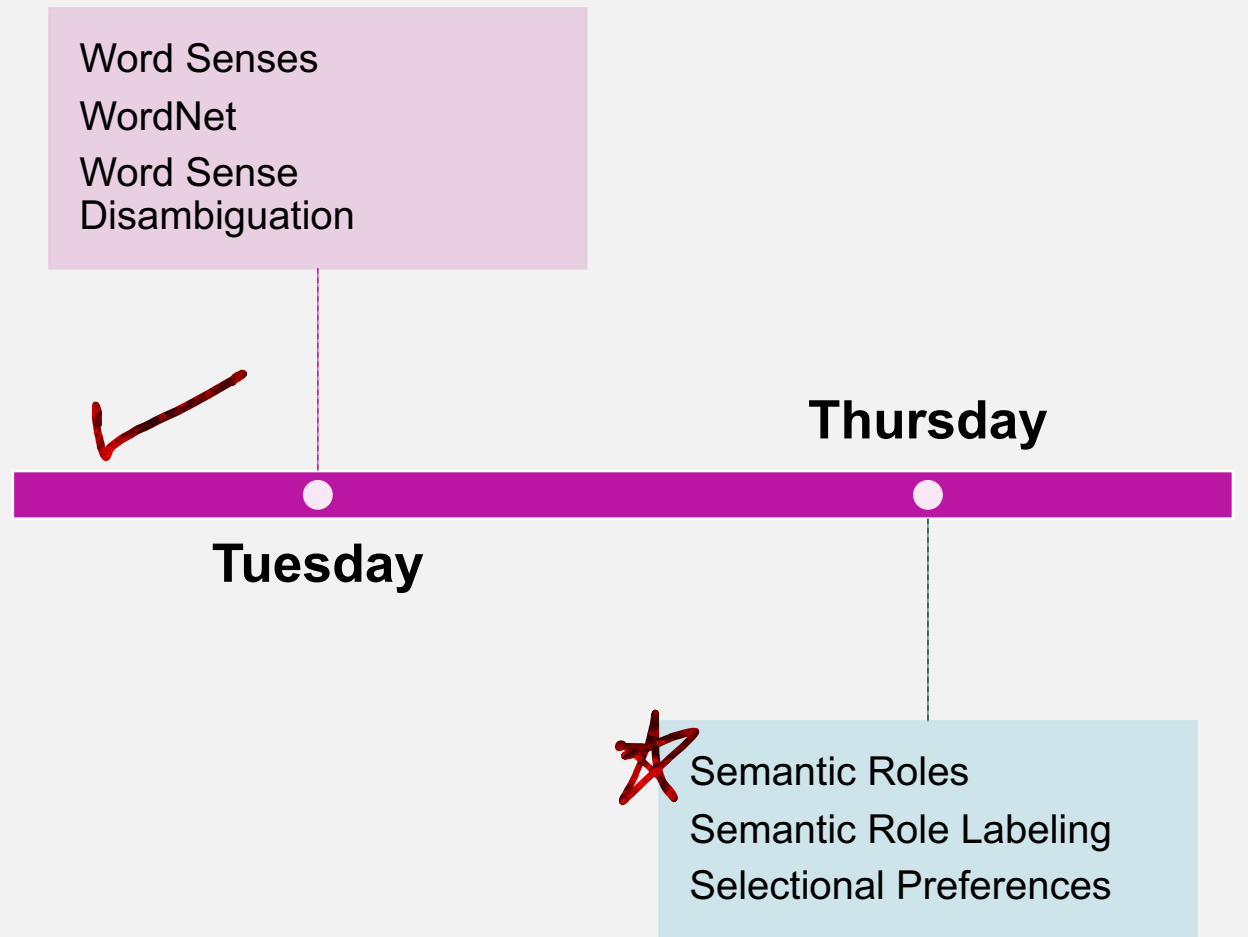 Word Senses
WordNet
Word Sense
Disambiguation
Thursday
Tuesday
Semantic Roles
Semantic Role Labeling
Selectional Preferences